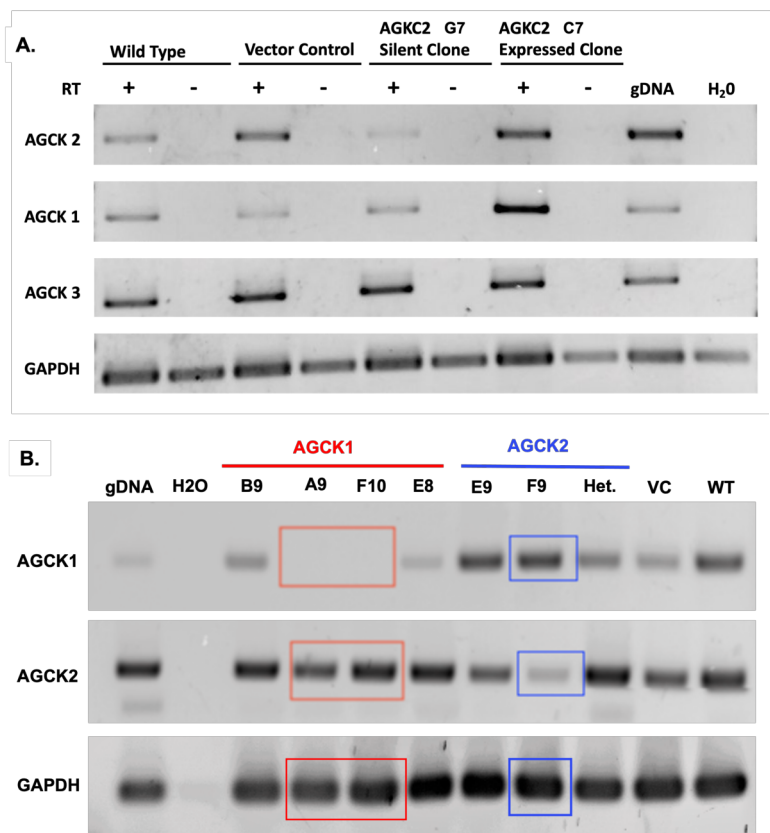 A.
Wild Type Vector Control AGKC2 G7 Silent Clone AGKC2 C7 Expressed Clone
RT + - + - + - + - gDNA H₂0
AGCK 2
AGCK 1
AGCK 3
GAPDH
B.
AGCK1 AGCK2
gDNA H2O B9 A9 F10 E8 E9 F9 Het. VC WT
AGCK1
AGCK2
GAPDH